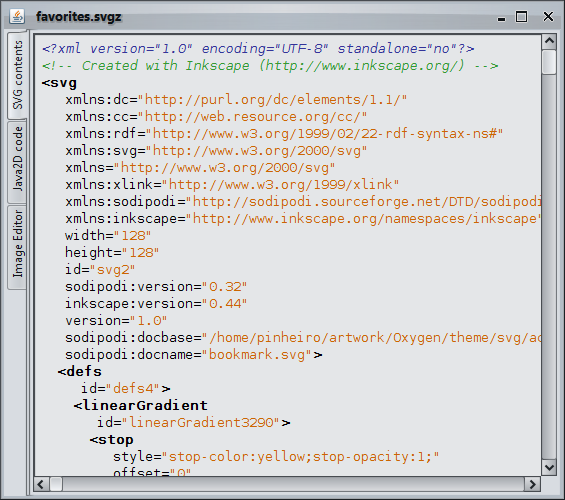 favorites.svgz
SVG contents
Java2D code
Image Editor
<?xml version="1.0" encoding="UTF-8" standalone="no"?>
<!-- Created with Inkscape (http://www.inkscape.org/) -->
<svg
xmlns:dc="http://purl.org/dc/elements/1.1/"
xmlns:cc="http://web.resource.org/cc/"
xmlns:rdf="http://www.w3.org/1999/02/22-rdf-syntax-ns#"
xmlns:svg="http://www.w3.org/2000/svg"
xmlns="http://www.w3.org/2000/svg"
xmlns:xlink="http://www.w3.org/1999/xlink"
xmlns:sodipodi="http://sodipodi.sourceforge.net/DTD/sodipodi
xmlns:inkscape="http://www.inkscape.org/namespaces/inkscape"
width="128"
height="128"
id="svg2"
sodipodi:version="0.32"
inkscape:version="0.44"
version="1.0"
sodipodi:docbase="/home/pinheiro/artwork/Oxygen/theme/svg/ac
sodipodi:docname="bookmark.svg">
<defs
id="defs4">
<linearGradient
id="linearGradient3290">
<stop
style="stop-color:yellow;stop-opacity:1;"
offset="0"